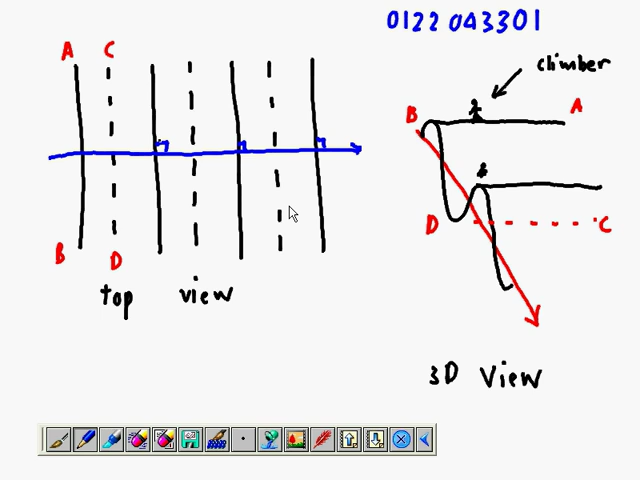 0122 043301
A C
climber
B A
D C
B D
top view
3D View